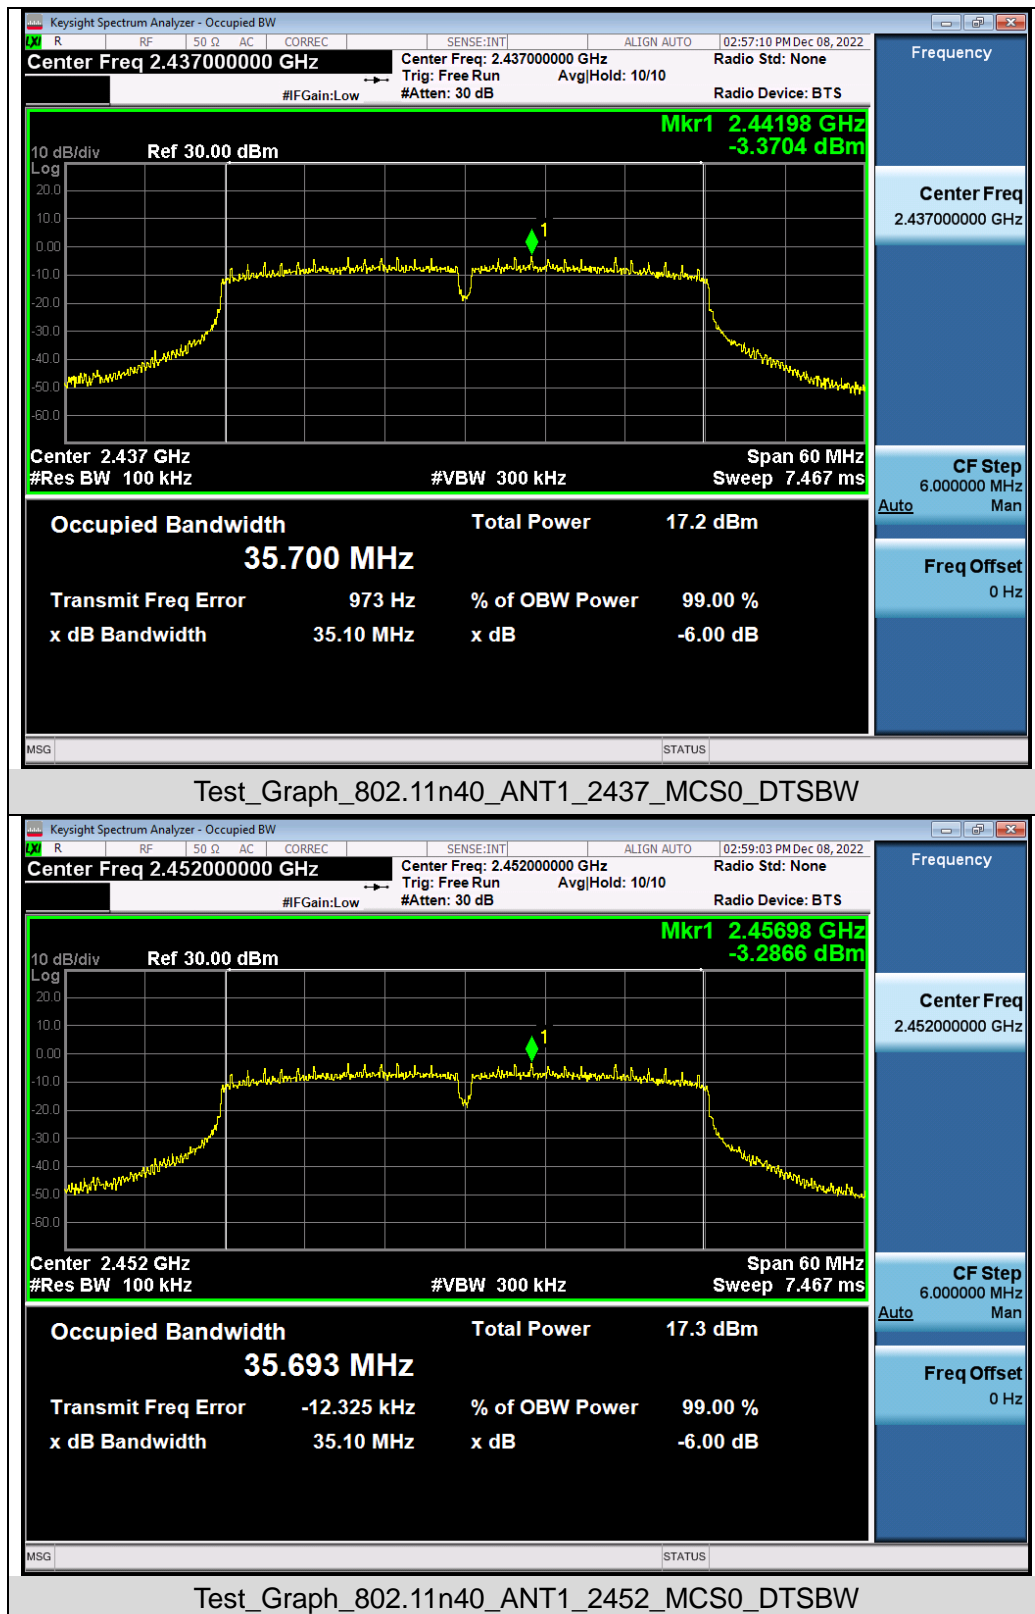 Keysight Spectrum Analyzer - Occupied BW
LXI R RF 50 Ω AC CORREC SENSE:INT ALIGN AUTO 02:57:10 PM Dec 08, 2022
Center Freq 2.437000000 GHz
Center Freq: 2.437000000 GHz
Radio Std: None
Trig: Free Run Avg|Hold: 10/10
#IFGain:Low
#Atten: 30 dB
Radio Device: BTS
Frequency
Mkr1 2.44198 GHz
-3.3704 dBm
10 dB/div Ref 30.00 dBm
Log
20.0
10.0
0.00
-10.0
-20.0
-30.0
-40.0
-50.0
-60.0
1
Center Freq
2.437000000 GHz
Center 2.437 GHz
Span 60 MHz
#Res BW 100 kHz
#VBW 300 kHz
Sweep 7.467 ms
CF Step
6.000000 MHz
Auto Man
Freq Offset
0 Hz
Occupied Bandwidth
35.700 MHz
Total Power 17.2 dBm
Transmit Freq Error 973 Hz
% of OBW Power 99.00 %
x dB Bandwidth 35.10 MHz
x dB -6.00 dB
MSG
STATUS
Test_Graph_802.11n40_ANT1_2437_MCS0_DTSBW
Keysight Spectrum Analyzer - Occupied BW
LXI R RF 50 Ω AC CORREC SENSE:INT ALIGN AUTO 02:59:03 PM Dec 08, 2022
Center Freq 2.452000000 GHz
Center Freq: 2.452000000 GHz
Radio Std: None
Trig: Free Run Avg|Hold: 10/10
#IFGain:Low
#Atten: 30 dB
Radio Device: BTS
Frequency
Mkr1 2.45698 GHz
-3.2866 dBm
10 dB/div Ref 30.00 dBm
Log
20.0
10.0
0.00
-10.0
-20.0
-30.0
-40.0
-50.0
-60.0
1
Center Freq
2.452000000 GHz
Center 2.452 GHz
Span 60 MHz
#Res BW 100 kHz
#VBW 300 kHz
Sweep 7.467 ms
CF Step
6.000000 MHz
Auto Man
Freq Offset
0 Hz
Occupied Bandwidth
35.693 MHz
Total Power 17.3 dBm
Transmit Freq Error -12.325 kHz
% of OBW Power 99.00 %
x dB Bandwidth 35.10 MHz
x dB -6.00 dB
MSG
STATUS
Test_Graph_802.11n40_ANT1_2452_MCS0_DTSBW